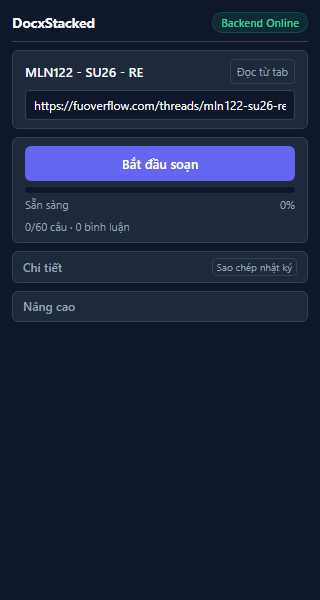 DocxStacked
Backend Online
MLN122 - SU26 - RE
Đọc từ tab
https://fuoverflow.com/threads/mln122-su26-re
Bắt đầu soạn
Sẵn sàng
0%
0/60 câu · 0 bình luận
Chi tiết
Sao chép nhật ký
Nâng cao